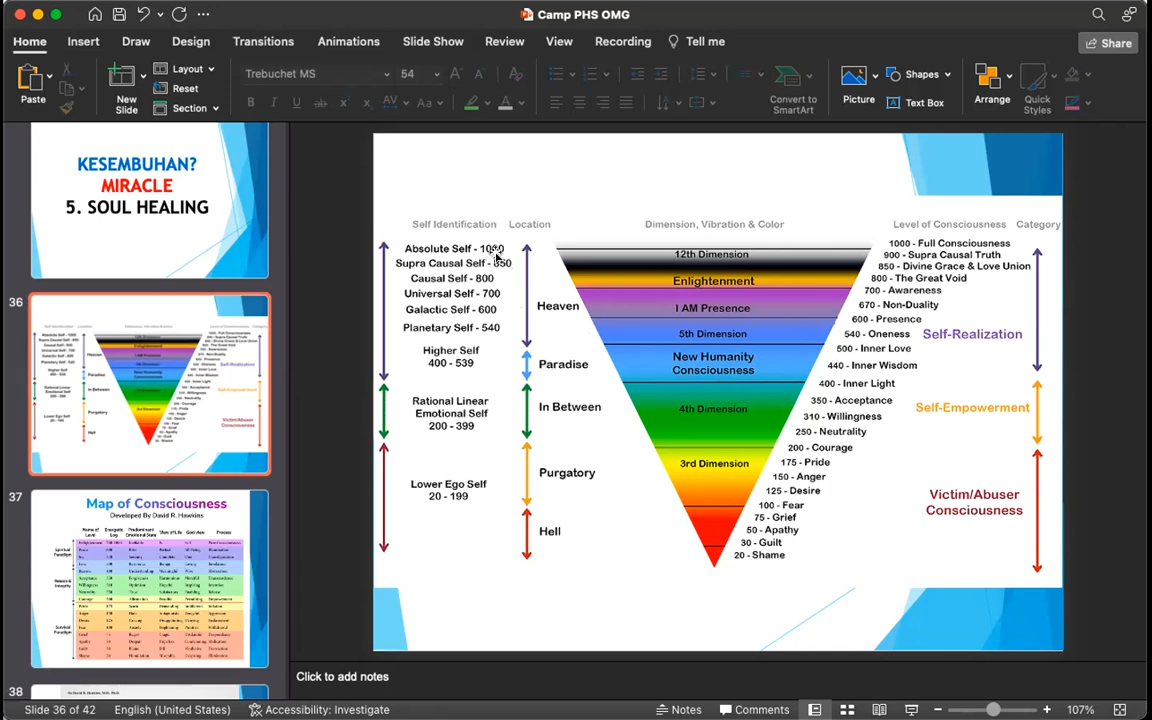 Camp PHS OMG
Home Insert Draw Design Transitions Animations Slide Show Review View Recording Tell me
Share
Paste
New
Slide
Layout
Reset
Section
Trebuchet MS 54
Convert to
SmartArt
Picture
Shapes
Text Box
Arrange
Quick
Styles
KESEMBUHAN?
MIRACLE
5. SOUL HEALING
36
37
Map of Consciousness
Developed By David R. Hawkins
38
Self Identification Location Dimension, Vibration & Color Level of Consciousness Category
Absolute Self - 1000
Supra Causal Self - 850
Causal Self - 800
Universal Self - 700
Galactic Self - 600
Planetary Self - 540
Higher Self
400 - 539
Rational Linear
Emotional Self
200 - 399
Lower Ego Self
20 - 199
Heaven
Paradise
In Between
Purgatory
Hell
12th Dimension
Enlightenment
I AM Presence
5th Dimension
New Humanity
Consciousness
4th Dimension
3rd Dimension
1000 - Full Consciousness
900 - Supra Causal Truth
850 - Divine Grace & Love Union
800 - The Great Void
700 - Awareness
670 - Non-Duality
600 - Presence
540 - Oneness
500 - Inner Love
440 - Inner Wisdom
400 - Inner Light
350 - Acceptance
310 - Willingness
250 - Neutrality
200 - Courage
175 - Pride
150 - Anger
125 - Desire
100 - Fear
75 - Grief
50 - Apathy
30 - Guilt
20 - Shame
Self-Realization
Self-Empowerment
Victim/Abuser
Consciousness
Click to add notes
Slide 36 of 42 English (United States) Accessibility: Investigate Notes Comments 107%